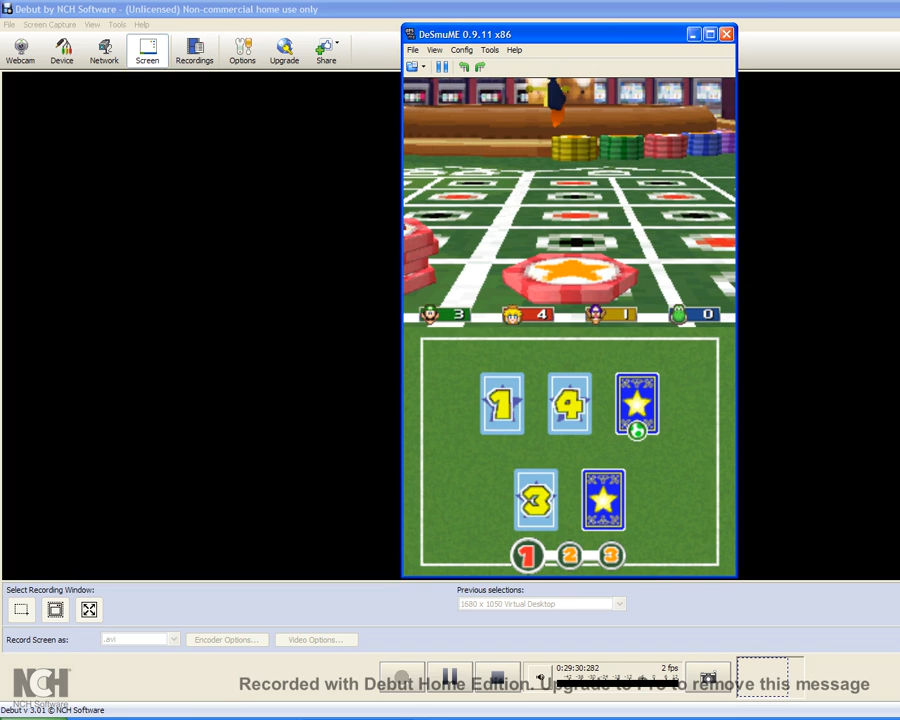 Debut by NCH Software - (Unlicensed) Non-commercial home use only
File Screen Capture View Tools Help
Webcam Device Network Screen Recordings Options Upgrade Share
DeSmuME 0.9.11 x86
File View Config Tools Help
3 4 1 0
1 4
3
1 2 3
Select Recording Window:
Previous selections:
1680 x 1050 Virtual Desktop
Record Screen as: .avi Encoder Options... Video Options...
0:29:30:282 2 fps
NCH
NCH Software
Recorded with Debut Home Edition. Upgrade to Pro to remove this message
Debut v 3.01 © NCH Software